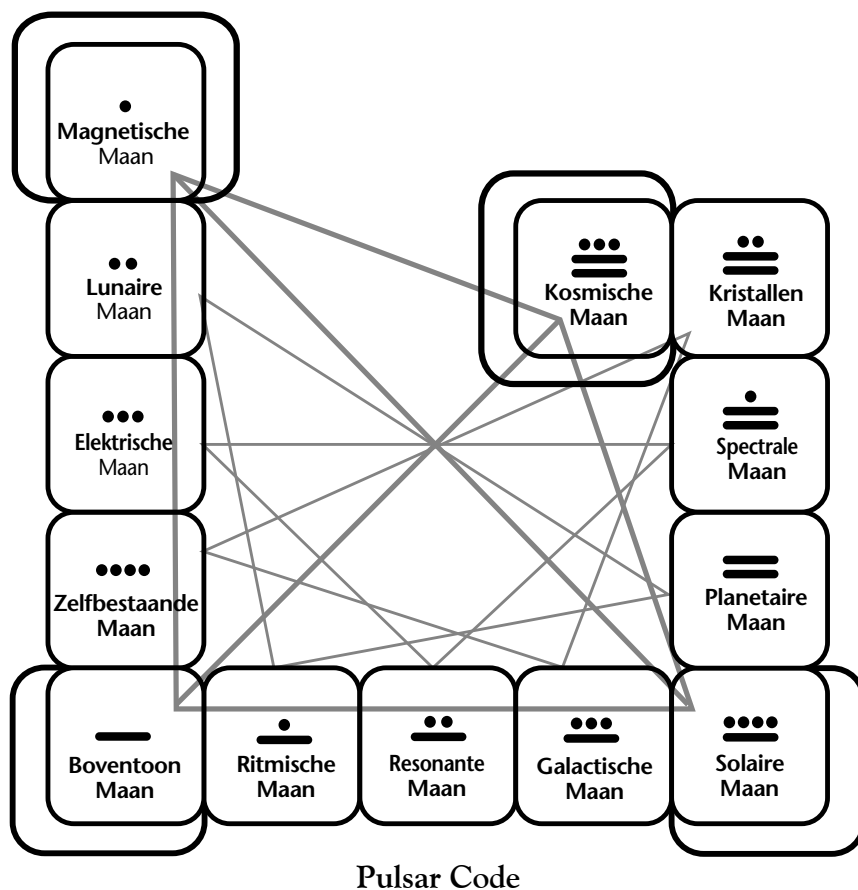 Magnetische
Maan
Lunaire
Maan
Elektrische
Maan
Zelfbestaande
Maan
Boventoon
Maan
Ritmische
Maan
Resonante
Maan
Galactische
Maan
Solaire
Maan
Planetaire
Maan
Spectrale
Maan
Kristallen
Maan
Kosmische
Maan
Pulsar Code